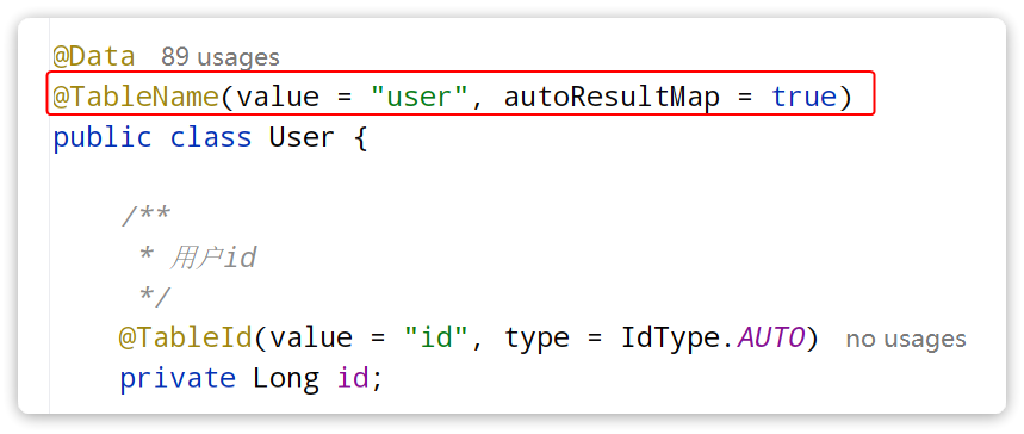 @Data 89 usages
@TableName(value = "user", autoResultMap = true)
public class User {
/**
* 用户id
*/
@TableId(value = "id", type = IdType.AUTO) no usages
private Long id;